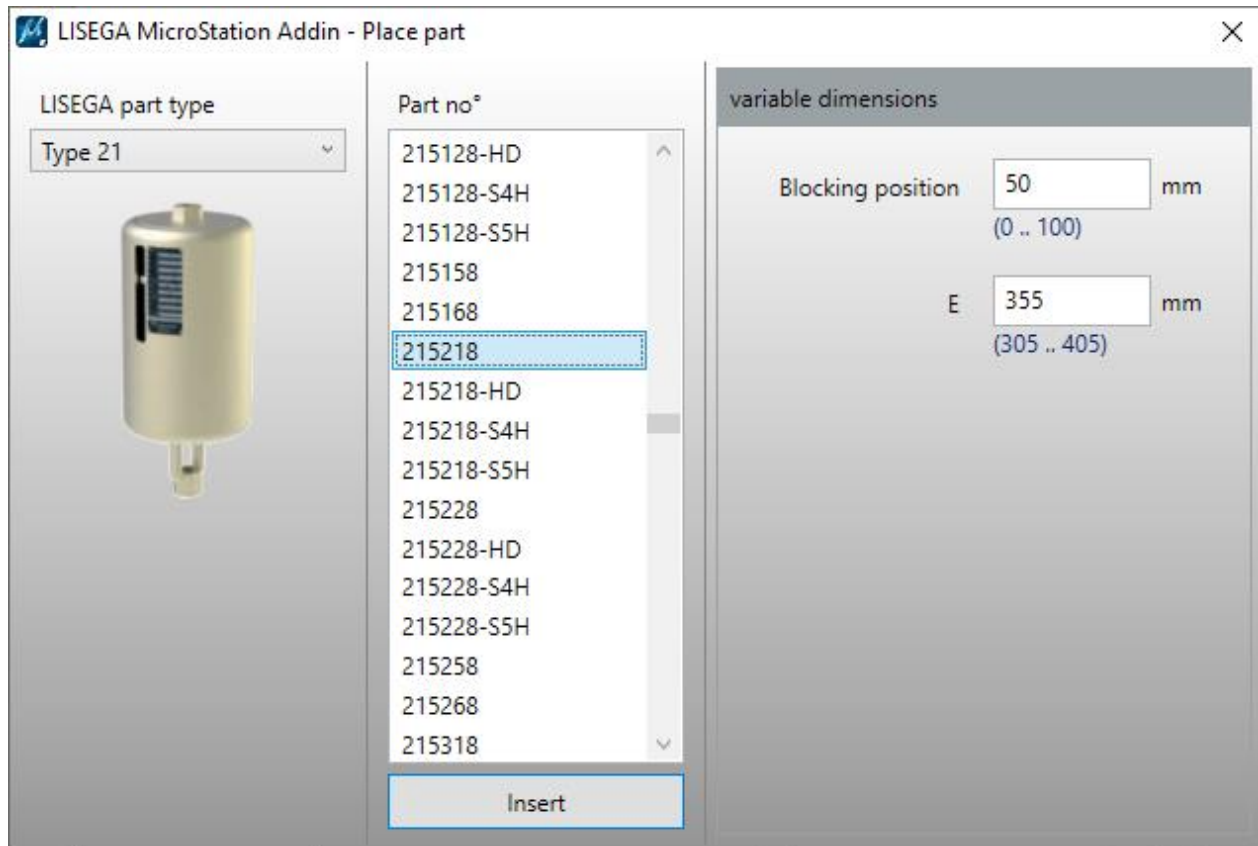 LISEGA MicroStation Addin - Place part
LISEGA part type
Type 21
Part no°
215128-HD
215128-S4H
215128-S5H
215158
215168
215218
215218-HD
215218-S4H
215218-S5H
215228
215228-HD
215228-S4H
215228-S5H
215258
215268
215318
Insert
variable dimensions
Blocking position 50 mm
(0 .. 100)
E 355 mm
(305 .. 405)